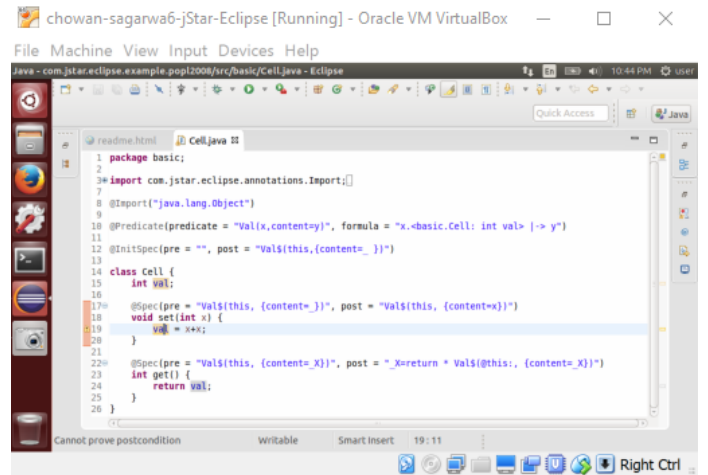 chowan-sagarwa6-jStar-Eclipse [Running] - Oracle VM VirtualBox
File Machine View Input Devices Help
Java - com.jstar.eclipse.example.popl2008/src/basic/Cell.java - Eclipse En 10:44 PM user
Quick Access Java
readme.html Cell.java
1 package basic;
2
3 import com.jstar.eclipse.annotations.Import;
7
8 @Import("java.lang.Object")
9
10 @Predicate(predicate = "Val(x,content=y)", formula = "x.<basic.Cell: int val> |-> y")
11
12 @InitSpec(pre = "", post = "Val$(this,{content=_ })")
13
14 class Cell {
15 int val;
16
17 @Spec(pre = "Val$(this, {content=_})", post = "Val$(this, {content=x})")
18 void set(int x) {
19 val = x+x;
20 }
21
22 @Spec(pre = "Val$(this, {content=_X})", post = "_X=return * Val$(@this:, {content=_X})")
23 int get() {
24 return val;
25 }
26 }
Cannot prove postcondition Writable Smart Insert 19 : 11
Right Ctrl